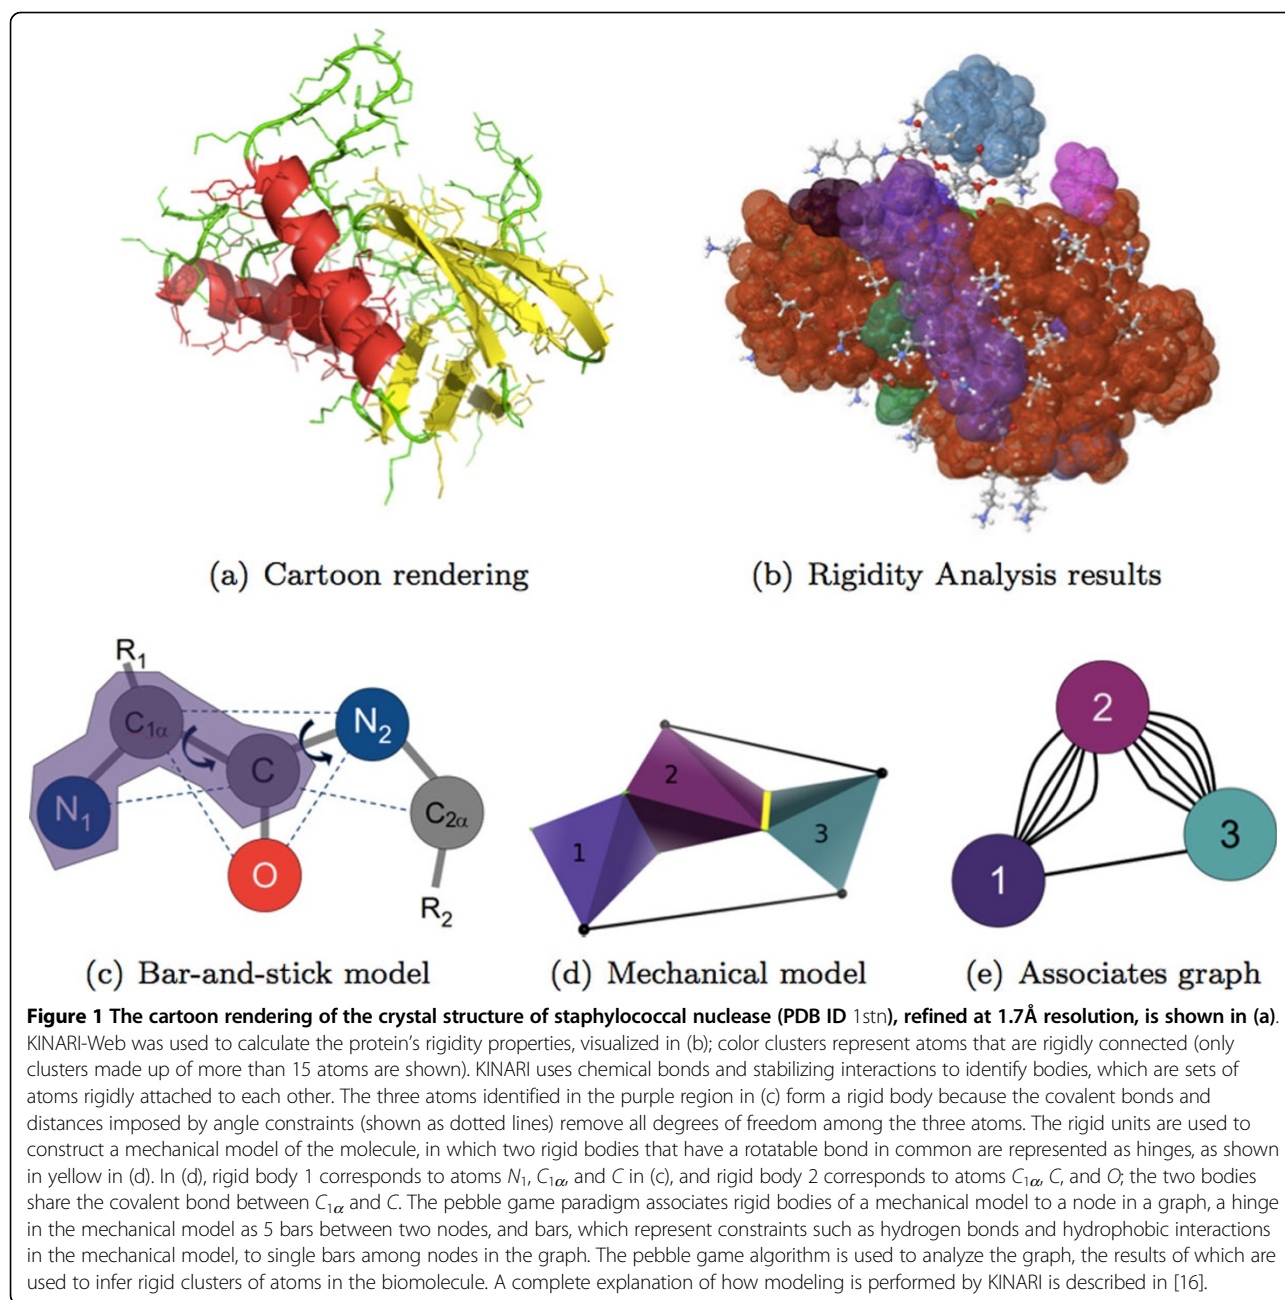 (a) Cartoon rendering
(b) Rigidity Analysis results
R1
C1α
N2
C
N1
C2α
O
R2
2
1
3
2
1
3
(c) Bar-and-stick model
(d) Mechanical model
(e) Associates graph
Figure 1 The cartoon rendering of the crystal structure of staphylococcal nuclease (PDB ID 1stn), refined at 1.7Å resolution, is shown in (a).
KINARI-Web was used to calculate the protein's rigidity properties, visualized in (b); color clusters represent atoms that are rigidly connected (only
clusters made up of more than 15 atoms are shown). KINARI uses chemical bonds and stabilizing interactions to identify bodies, which are sets of
atoms rigidly attached to each other. The three atoms identified in the purple region in (c) form a rigid body because the covalent bonds and
distances imposed by angle constraints (shown as dotted lines) remove all degrees of freedom among the three atoms. The rigid units are used to
construct a mechanical model of the molecule, in which two rigid bodies that have a rotatable bond in common are represented as hinges, as shown
in yellow in (d). In (d), rigid body 1 corresponds to atoms N1, C1α, and C in (c), and rigid body 2 corresponds to atoms C1α, C, and O; the two bodies
share the covalent bond between C1α and C. The pebble game paradigm associates rigid bodies of a mechanical model to a node in a graph, a hinge
in the mechanical model as 5 bars between two nodes, and bars, which represent constraints such as hydrogen bonds and hydrophobic interactions
in the mechanical model, to single bars among nodes in the graph. The pebble game algorithm is used to analyze the graph, the results of which are
used to infer rigid clusters of atoms in the biomolecule. A complete explanation of how modeling is performed by KINARI is described in [16].